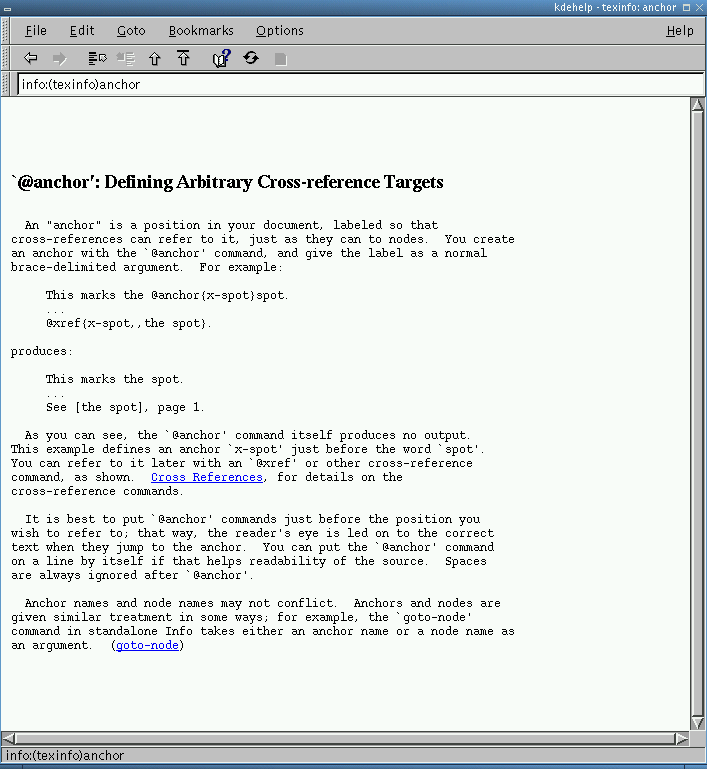 kdehelp - texinfo: anchor
File Edit Goto Bookmarks Options Help
info:(texinfo)anchor
`@anchor': Defining Arbitrary Cross-reference Targets
An "anchor" is a position in your document, labeled so that
cross-references can refer to it, just as they can to nodes.  You create
an anchor with the `@anchor' command, and give the label as a normal
brace-delimited argument.  For example:
This marks the @anchor{x-spot}spot.
...
@xref{x-spot,,the spot}.
produces:
This marks the spot.
...
See [the spot], page 1.
As you can see, the `@anchor' command itself produces no output.
This example defines an anchor `x-spot' just before the word `spot'.
You can refer to it later with an `@xref' or other cross-reference
command, as shown.  Cross References, for details on the
cross-reference commands.
It is best to put `@anchor' commands just before the position you
wish to refer to; that way, the reader's eye is led on to the correct
text when they jump to the anchor.  You can put the `@anchor' command
on a line by itself if that helps readability of the source.  Spaces
are always ignored after `@anchor'.
Anchor names and node names may not conflict.  Anchors and nodes are
given similar treatment in some ways; for example, the `goto-node'
command in standalone Info takes either an anchor name or a node name as
an argument.  (goto-node)
info:(texinfo)anchor